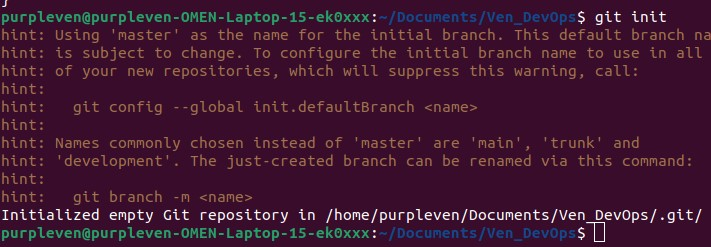 }
purpleven@purpleven-OMEN-Laptop-15-ek0xxx:~/Documents/Ven_DevOps$ git init
hint: Using 'master' as the name for the initial branch. This default branch na
hint: is subject to change. To configure the initial branch name to use in all
hint: of your new repositories, which will suppress this warning, call:
hint:
hint:   git config --global init.defaultBranch <name>
hint:
hint: Names commonly chosen instead of 'master' are 'main', 'trunk' and
hint: 'development'. The just-created branch can be renamed via this command:
hint:
hint:   git branch -m <name>
Initialized empty Git repository in /home/purpleven/Documents/Ven_DevOps/.git/
purpleven@purpleven-OMEN-Laptop-15-ek0xxx:~/Documents/Ven_DevOps$